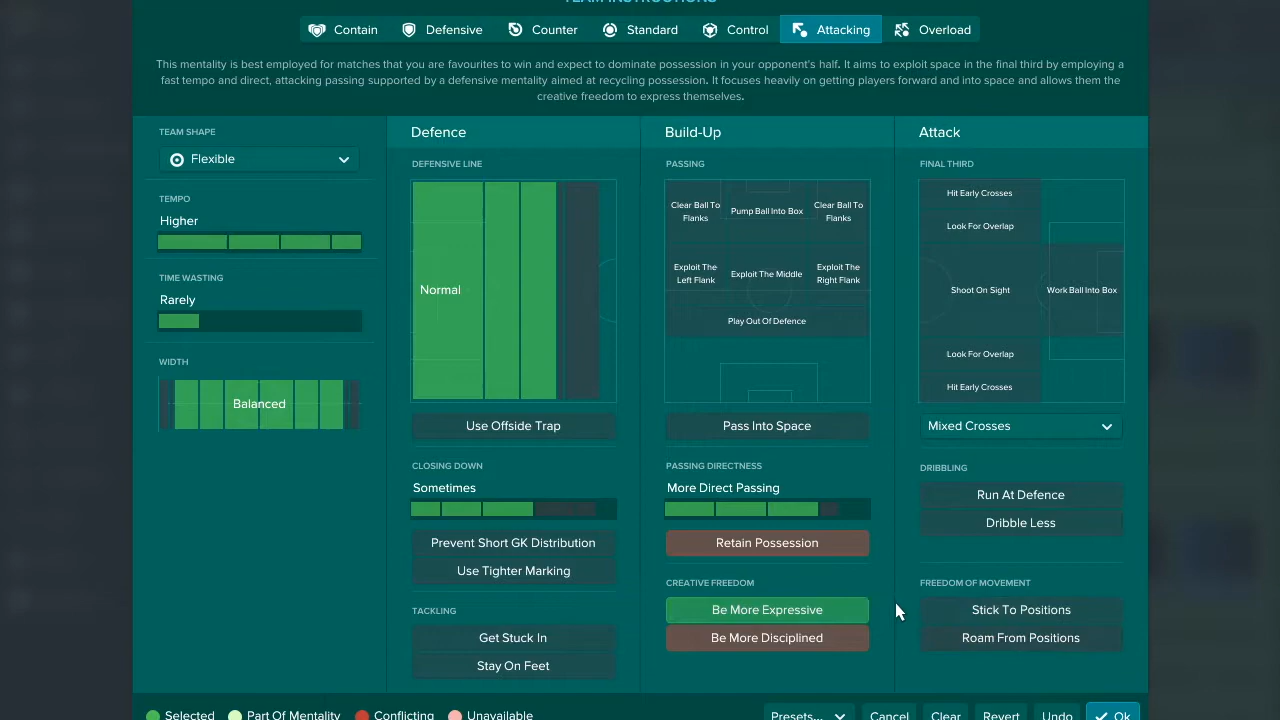 TEAM INSTRUCTIONS
Contain
Defensive
Counter
Standard
Control
Attacking
Overload
This mentality is best employed for matches that you are favourites to win and expect to dominate possession in your opponent's half. It aims to exploit space in the final third by employing a
fast tempo and direct, attacking passing supported by a defensive mentality aimed at recycling possession. It focuses heavily on getting players forward and into space and allows them the
creative freedom to express themselves.
TEAM SHAPE
Flexible
TEMPO
Higher
TIME WASTING
Rarely
WIDTH
Balanced
Defence
DEFENSIVE LINE
Normal
Use Offside Trap
CLOSING DOWN
Sometimes
Prevent Short GK Distribution
Use Tighter Marking
TACKLING
Get Stuck In
Stay On Feet
Build-Up
PASSING
Clear Ball To
Flanks
Pump Ball Into Box
Clear Ball To
Flanks
Exploit The
Left Flank
Exploit The Middle
Exploit The
Right Flank
Play Out Of Defence
Pass Into Space
PASSING DIRECTNESS
More Direct Passing
Retain Possession
CREATIVE FREEDOM
Be More Expressive
Be More Disciplined
Attack
FINAL THIRD
Hit Early Crosses
Look For Overlap
Shoot On Sight
Work Ball Into Box
Look For Overlap
Hit Early Crosses
Mixed Crosses
DRIBBLING
Run At Defence
Dribble Less
FREEDOM OF MOVEMENT
Stick To Positions
Roam From Positions
Selected
Part Of Mentality
Conflicting
Unavailable
Presets...
Cancel
Clear
Revert
Undo
Ok